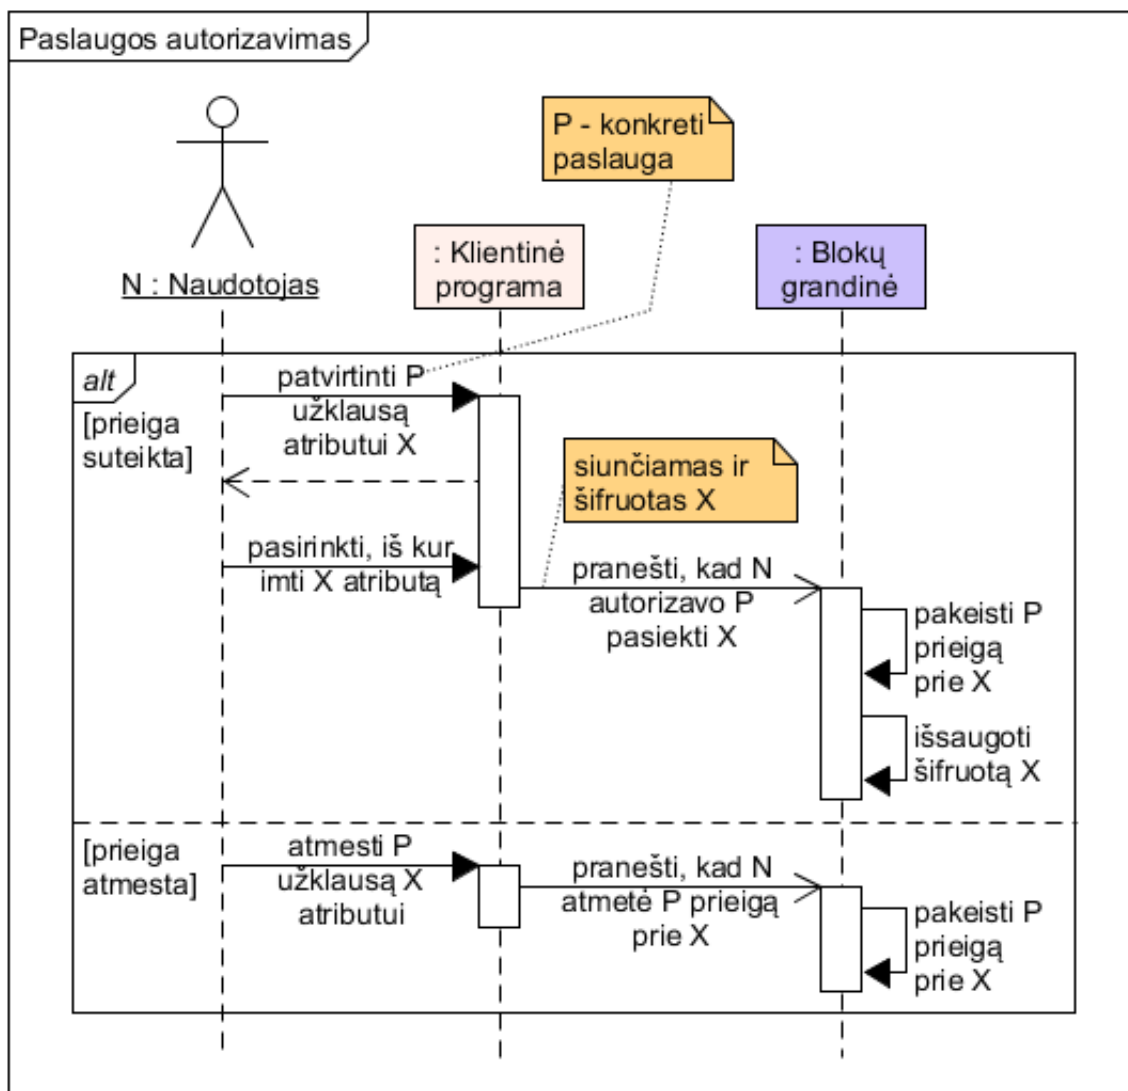 Paslaugos autorizavimas
P - konkreti
paslauga
N : Naudotojas
: Klientinė
programa
: Blokų
grandinė
alt
[prieiga
suteikta]
patvirtinti P
užklausą
atributui X
siunčiamas ir
šifruotas X
pasirinkti, iš kur
imti X atributą
pranešti, kad N
autorizavo P
pasiekti X
pakeisti P
prieigą
prie X
išsaugoti
šifruotą X
[prieiga
atmesta]
atmesti P
užklausą X
atributui
pranešti, kad N
atmetė P prieigą
prie X
pakeisti P
prieigą
prie X